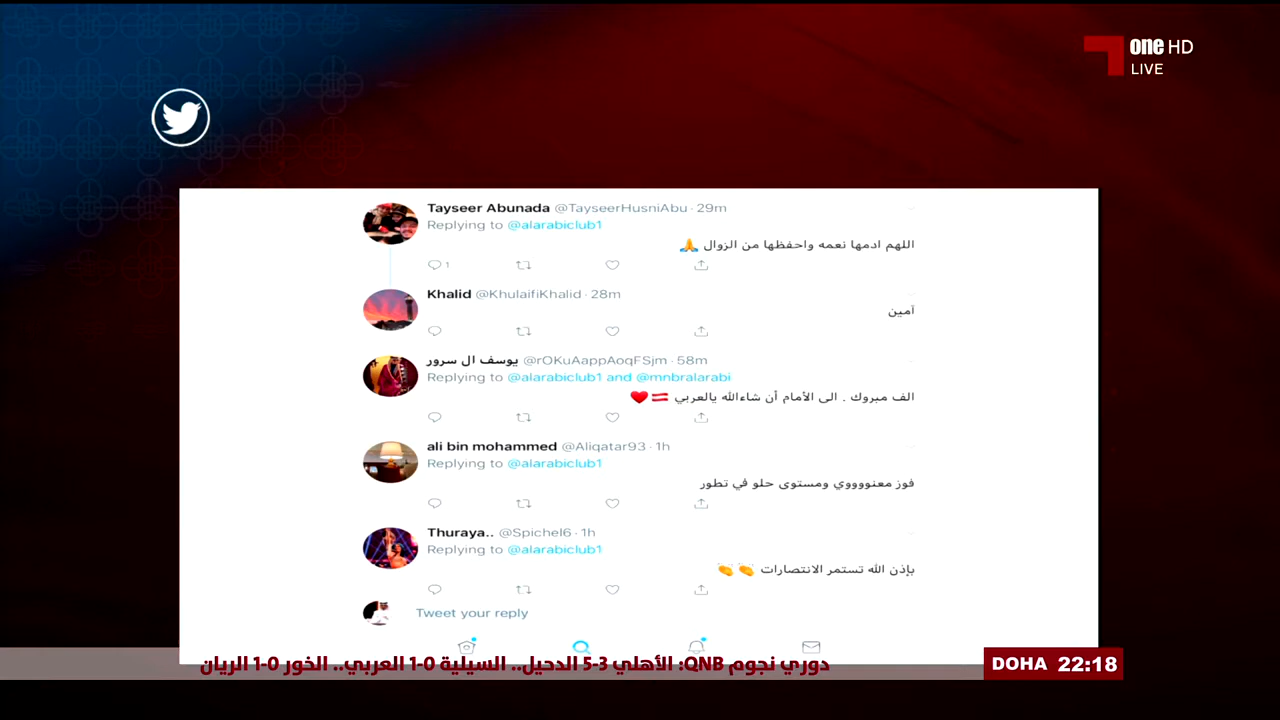 one HD
LIVE
Tayseer Abunada @TayseerHusniAbu · 29m
Replying to @alarabiclub1
اللهم ادمها نعمه واحفظها من الزوال 🙏
1
Khalid @KhulaifiKhalid · 28m
آمين
يوسف ال سرور @rOKuAappAoqFSjm · 58m
Replying to @alarabiclub1 and @mnbralarabi
الف مبروك . الى الأمام أن شاءالله يالعربي 🇦🇹❤️
ali bin mohammed @Aliqatar93 · 1h
Replying to @alarabiclub1
فوز معنوووووي ومستوى حلو في تطور
Thuraya.. @Spichel6 · 1h
Replying to @alarabiclub1
بإذن الله تستمر الانتصارات 👏 👏
Tweet your reply
دوري نجوم QNB: الأهلي 3-5 الدحيل.. السيلية 0-1 العربي.. الخور 0-1 الريان
DOHA 22:18